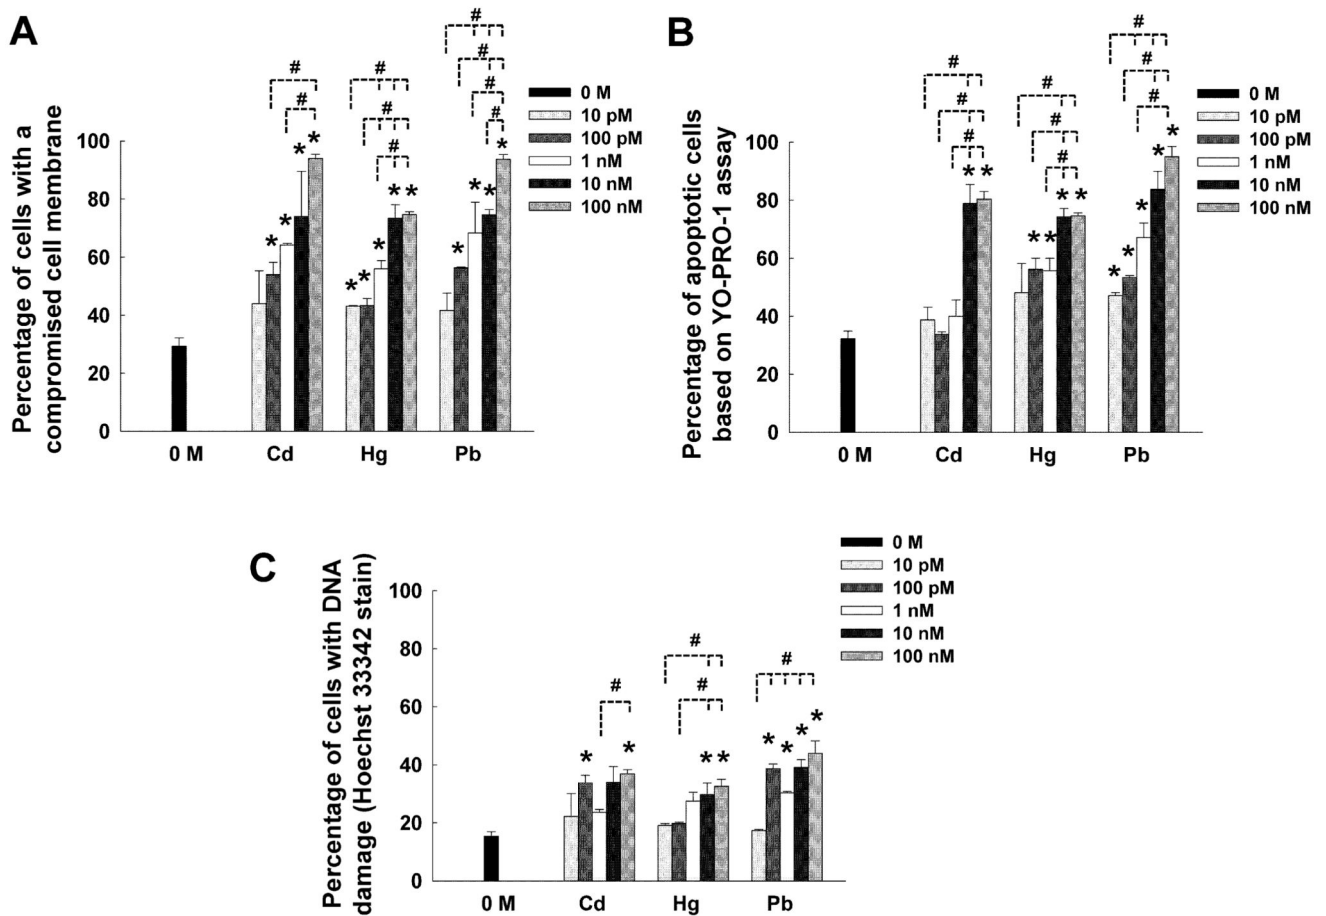 A
Percentage of cells with a
compromised cell membrane
100
80
60
40
20
0
# # # #
# # # #
# #
* * * * * * * * * * * *
0 M Cd Hg Pb
0 M
10 pM
100 pM
1 nM
10 nM
100 nM
B
Percentage of apoptotic cells
based on YO-PRO-1 assay
100
80
60
40
20
0
# # #
# # #
# # #
* * * * * * * * * * *
0 M Cd Hg Pb
0 M
10 pM
100 pM
1 nM
10 nM
100 nM
C
Percentage of cells with DNA
damage (Hoechst 33342 stain)
100
80
60
40
20
0
# # # #
* * * * * * * *
0 M Cd Hg Pb
0 M
10 pM
100 pM
1 nM
10 nM
100 nM